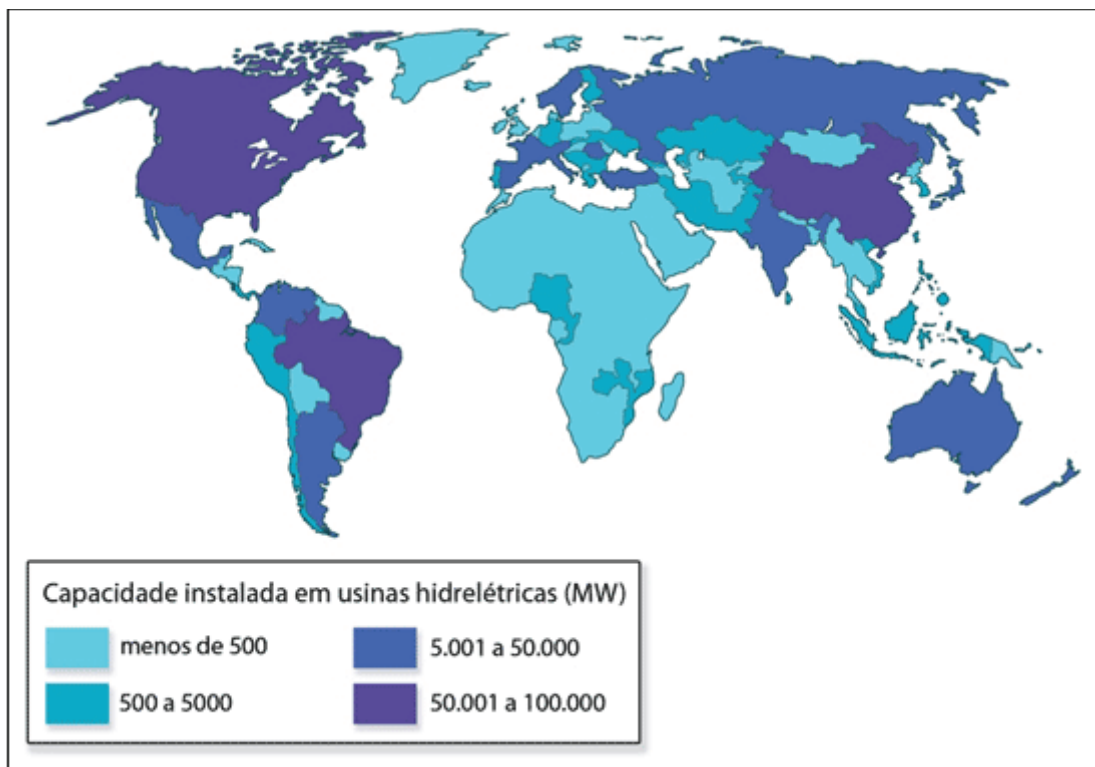 Capacidade instalada em usinas hidrelétricas (MW)
menos de 500
5.001 a 50.000
500 a 5000
50.001 a 100.000